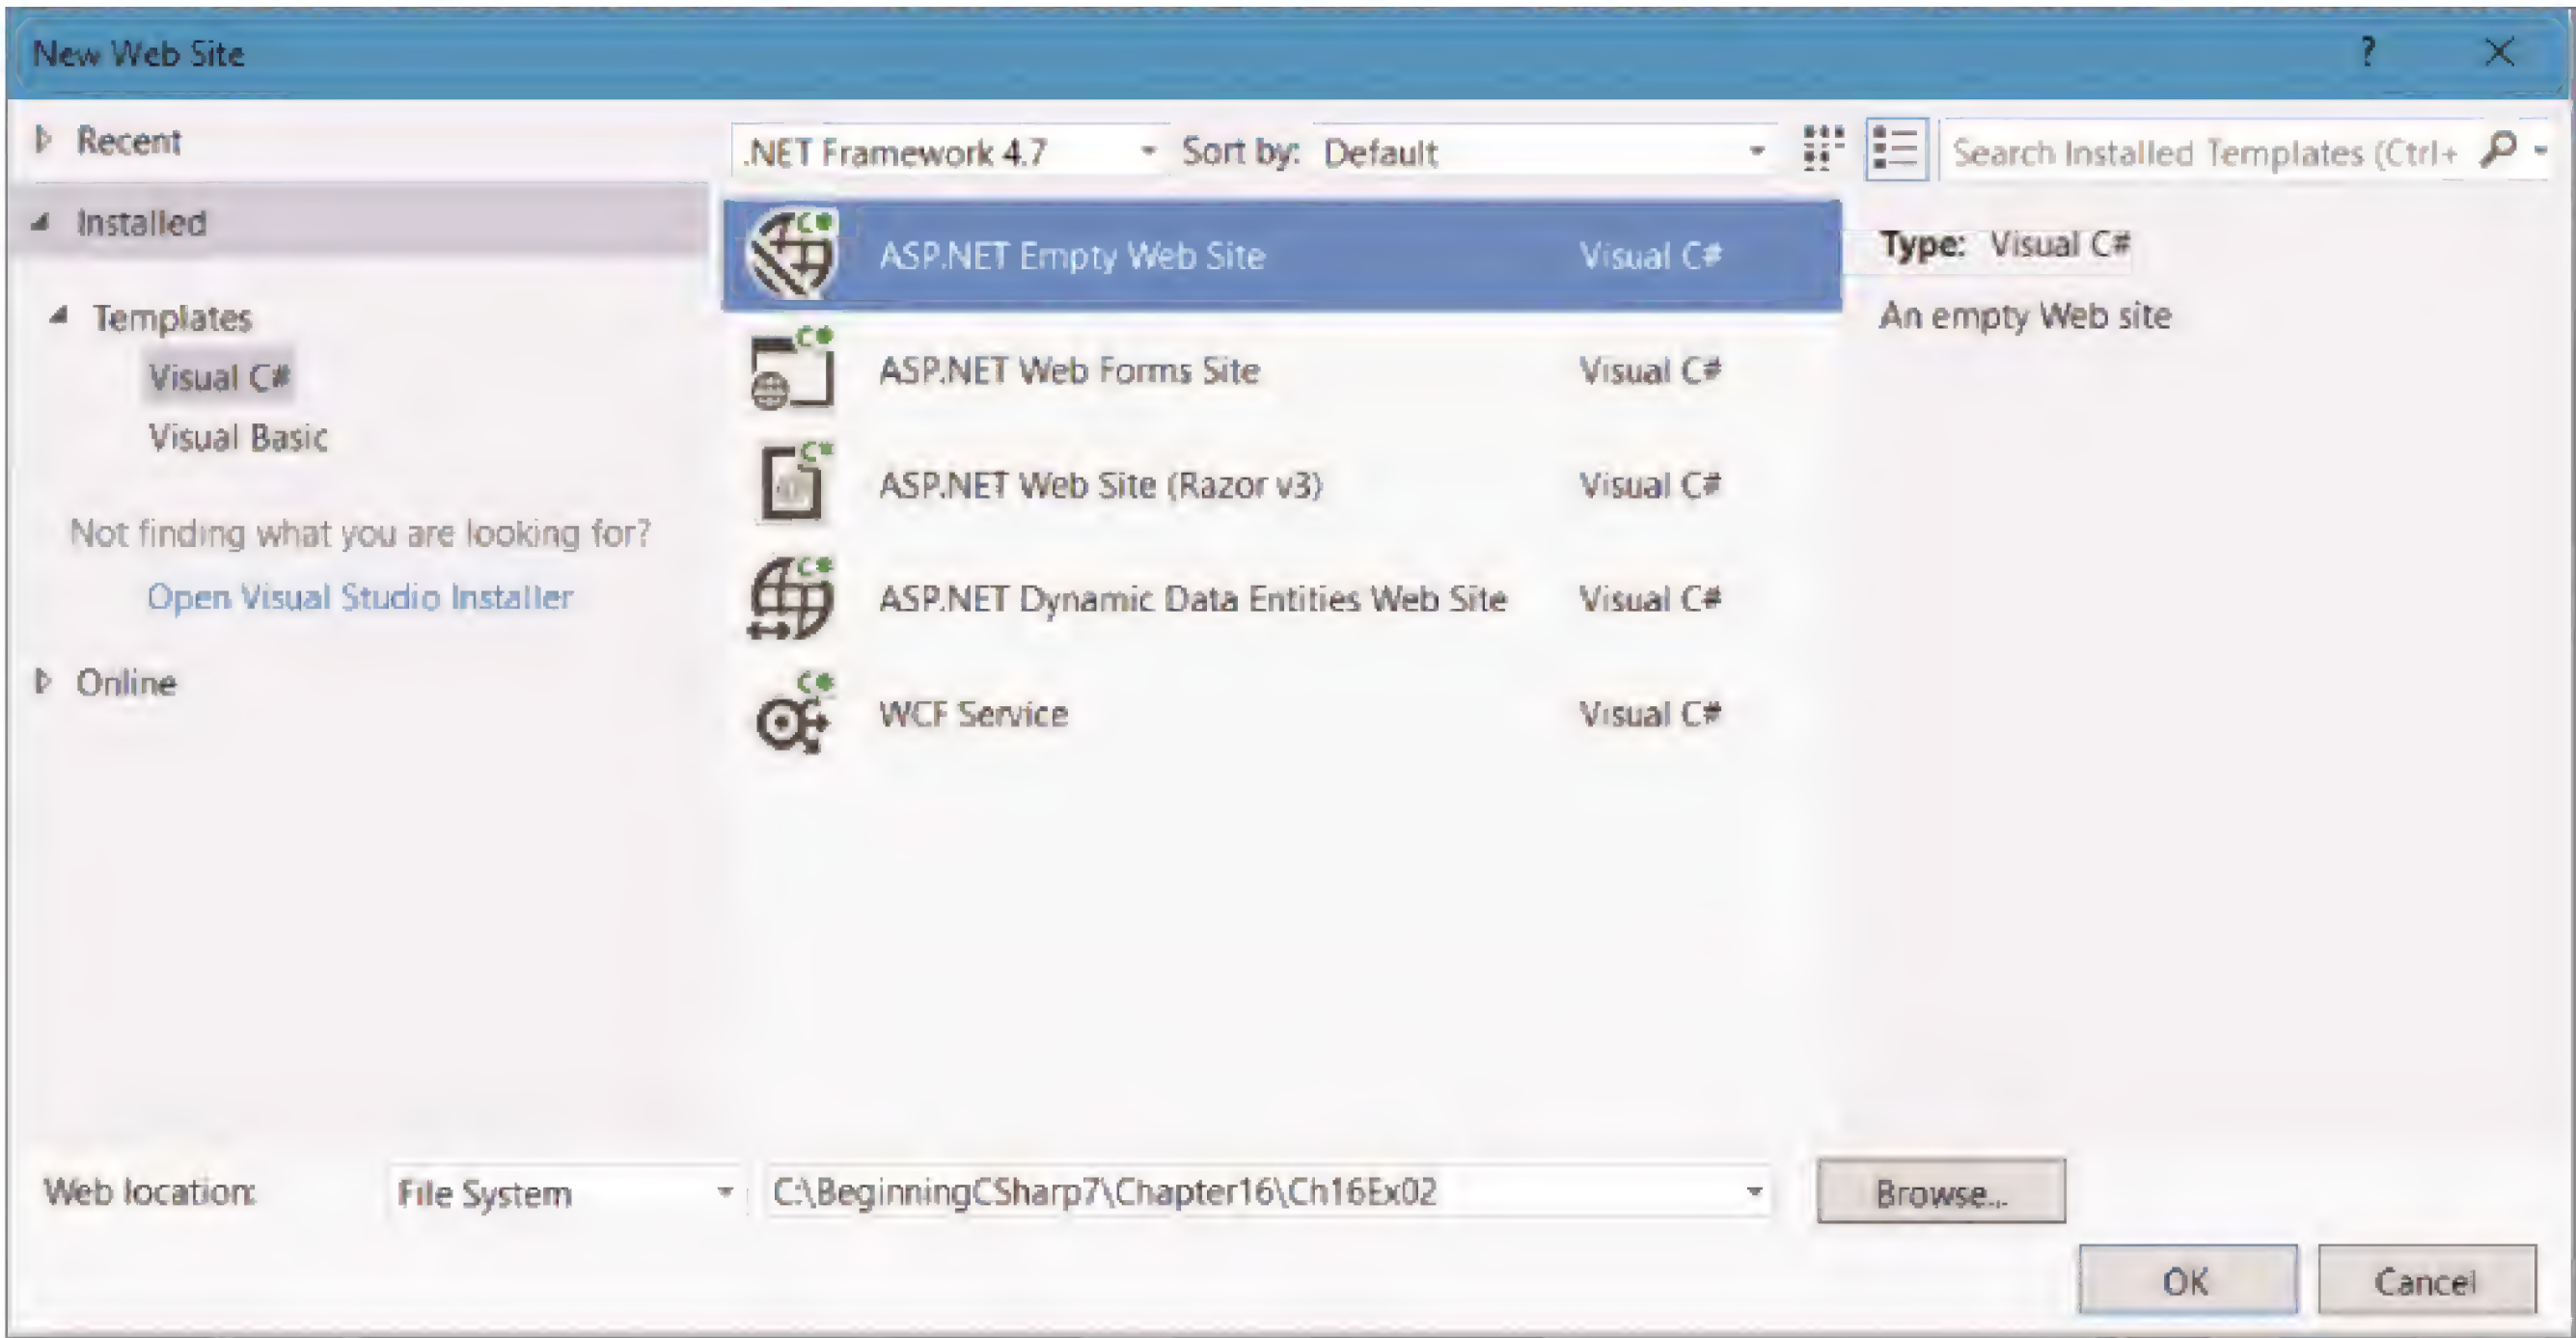 New Web Site ? ×
Recent
Installed
Templates
Visual C#
Visual Basic
Not finding what you are looking for?
Open Visual Studio Installer
Online
.NET Framework 4.7 Sort by: Default Search Installed Templates (Ctrl+
C# ASP.NET Empty Web Site Visual C#
C# ASP.NET Web Forms Site Visual C#
C# ASP.NET Web Site (Razor v3) Visual C#
C# ASP.NET Dynamic Data Entities Web Site Visual C#
C# WCF Service Visual C#
Type: Visual C#
An empty Web site
Web location: File System C:\BeginningCSharp7\Chapter16\Ch16Ex02 Browse...
OK Cancel